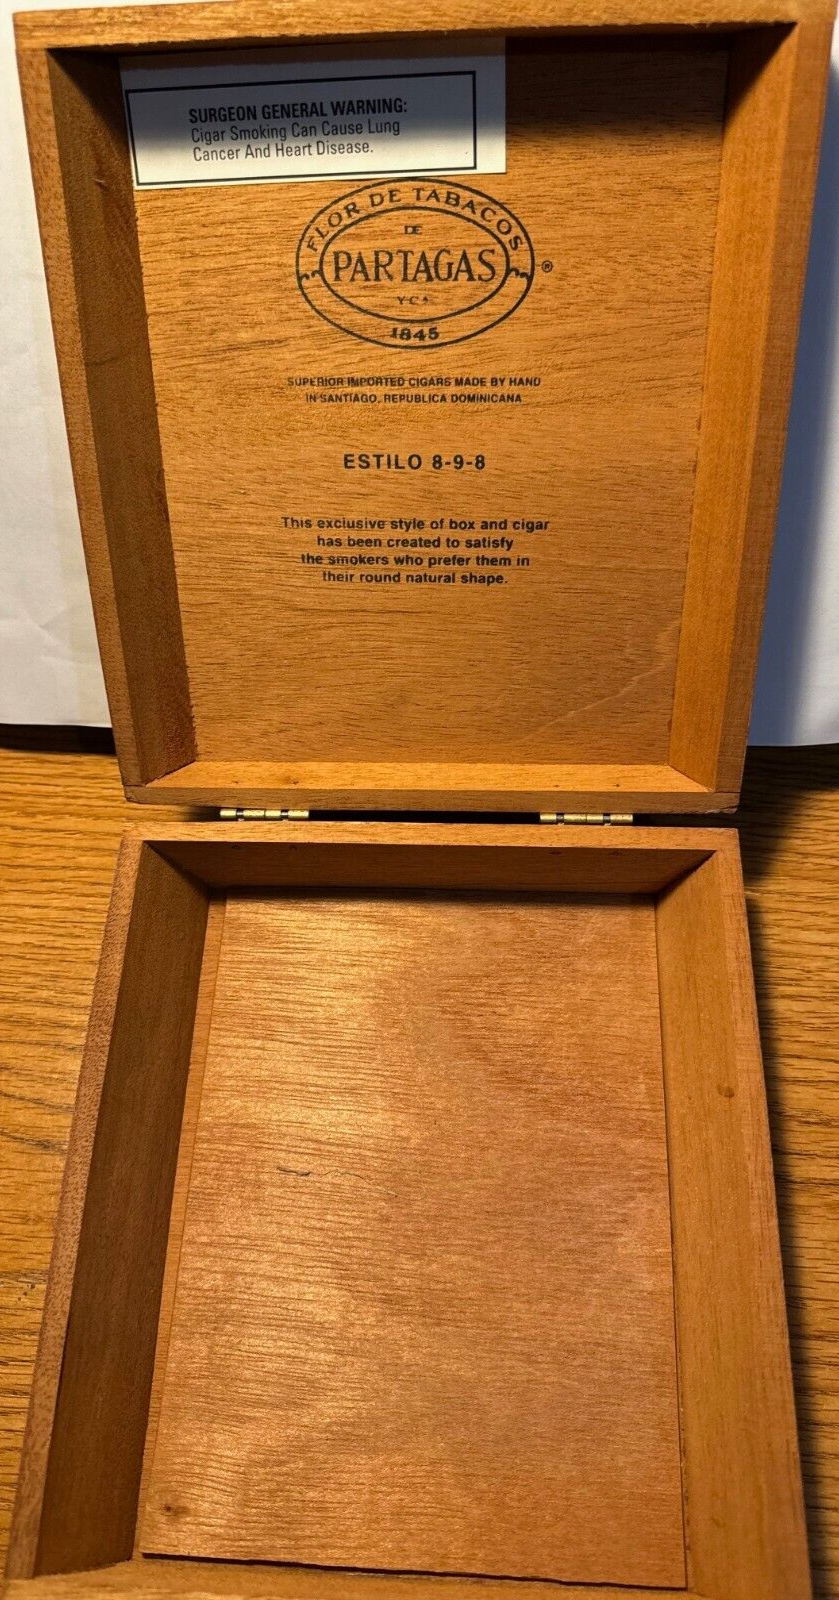 SURGEON GENERAL WARNING:
Cigar Smoking Can Cause Lung
Cancer And Heart Disease.
FLOR DE TABACOS
DE
PARTAGAS ®
Y Cª
1845
SUPERIOR IMPORTED CIGARS MADE BY HAND
IN SANTIAGO, REPUBLICA DOMINICANA
ESTILO 8-9-8
This exclusive style of box and cigar
has been created to satisfy
the smokers who prefer them in
their round natural shape.